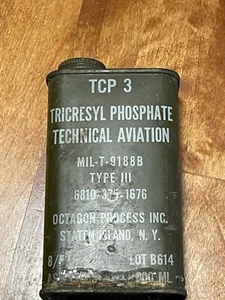 TCP 3
TRICRESYL PHOSPHATE
TECHNICAL AVIATION
MIL-T-9188B
TYPE III
6810-375-1676
OCTAGON PROCESS INC.
STATEN ISLAND, N.Y.
LOT B614
ML